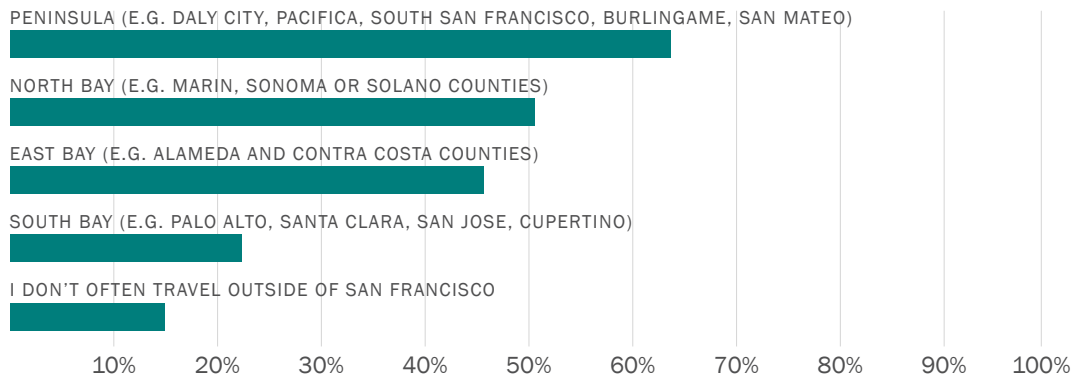 PENINSULA (E.G. DALY CITY, PACIFICA, SOUTH SAN FRANCISCO, BURLINGAME, SAN MATEO)
NORTH BAY (E.G. MARIN, SONOMA OR SOLANO COUNTIES)
EAST BAY (E.G. ALAMEDA AND CONTRA COSTA COUNTIES)
SOUTH BAY (E.G. PALO ALTO, SANTA CLARA, SAN JOSE, CUPERTINO)
I DON’T OFTEN TRAVEL OUTSIDE OF SAN FRANCISCO
10% 20% 30% 40% 50% 60% 70% 80% 90% 100%